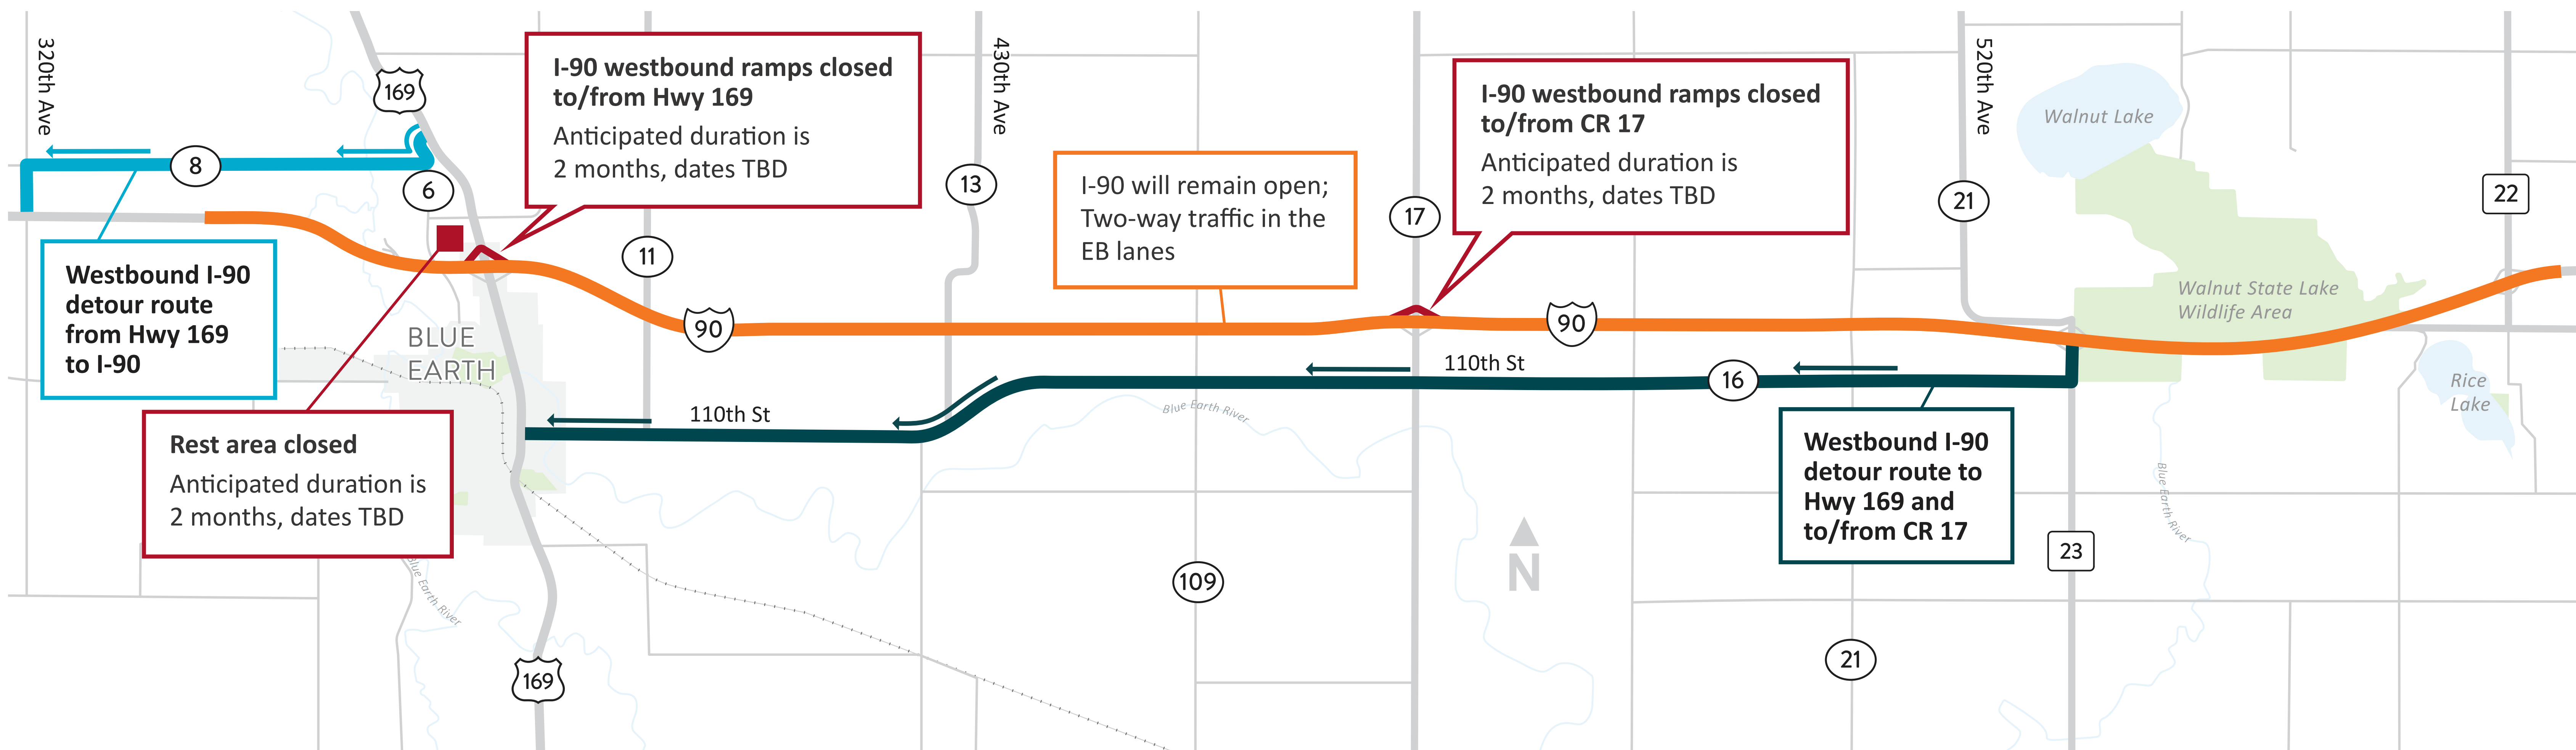 320th Ave
169
8
6
I-90 westbound ramps closed
to/from Hwy 169
Anticipated duration is
2 months, dates TBD
430th Ave
13
11
I-90 will remain open;
Two-way traffic in the
EB lanes
17
I-90 westbound ramps closed
to/from CR 17
Anticipated duration is
2 months, dates TBD
520th Ave
21
Walnut Lake
22
Westbound I-90
detour route
from Hwy 169
to I-90
BLUE
EARTH
90
90
Walnut State Lake
Wildlife Area
110th St
16
Rice
Lake
110th St
Blue Earth River
Rest area closed
Anticipated duration is
2 months, dates TBD
Westbound I-90
detour route to
Hwy 169 and
to/from CR 17
Blue Earth River
23
N
109
Blue Earth River
21
169